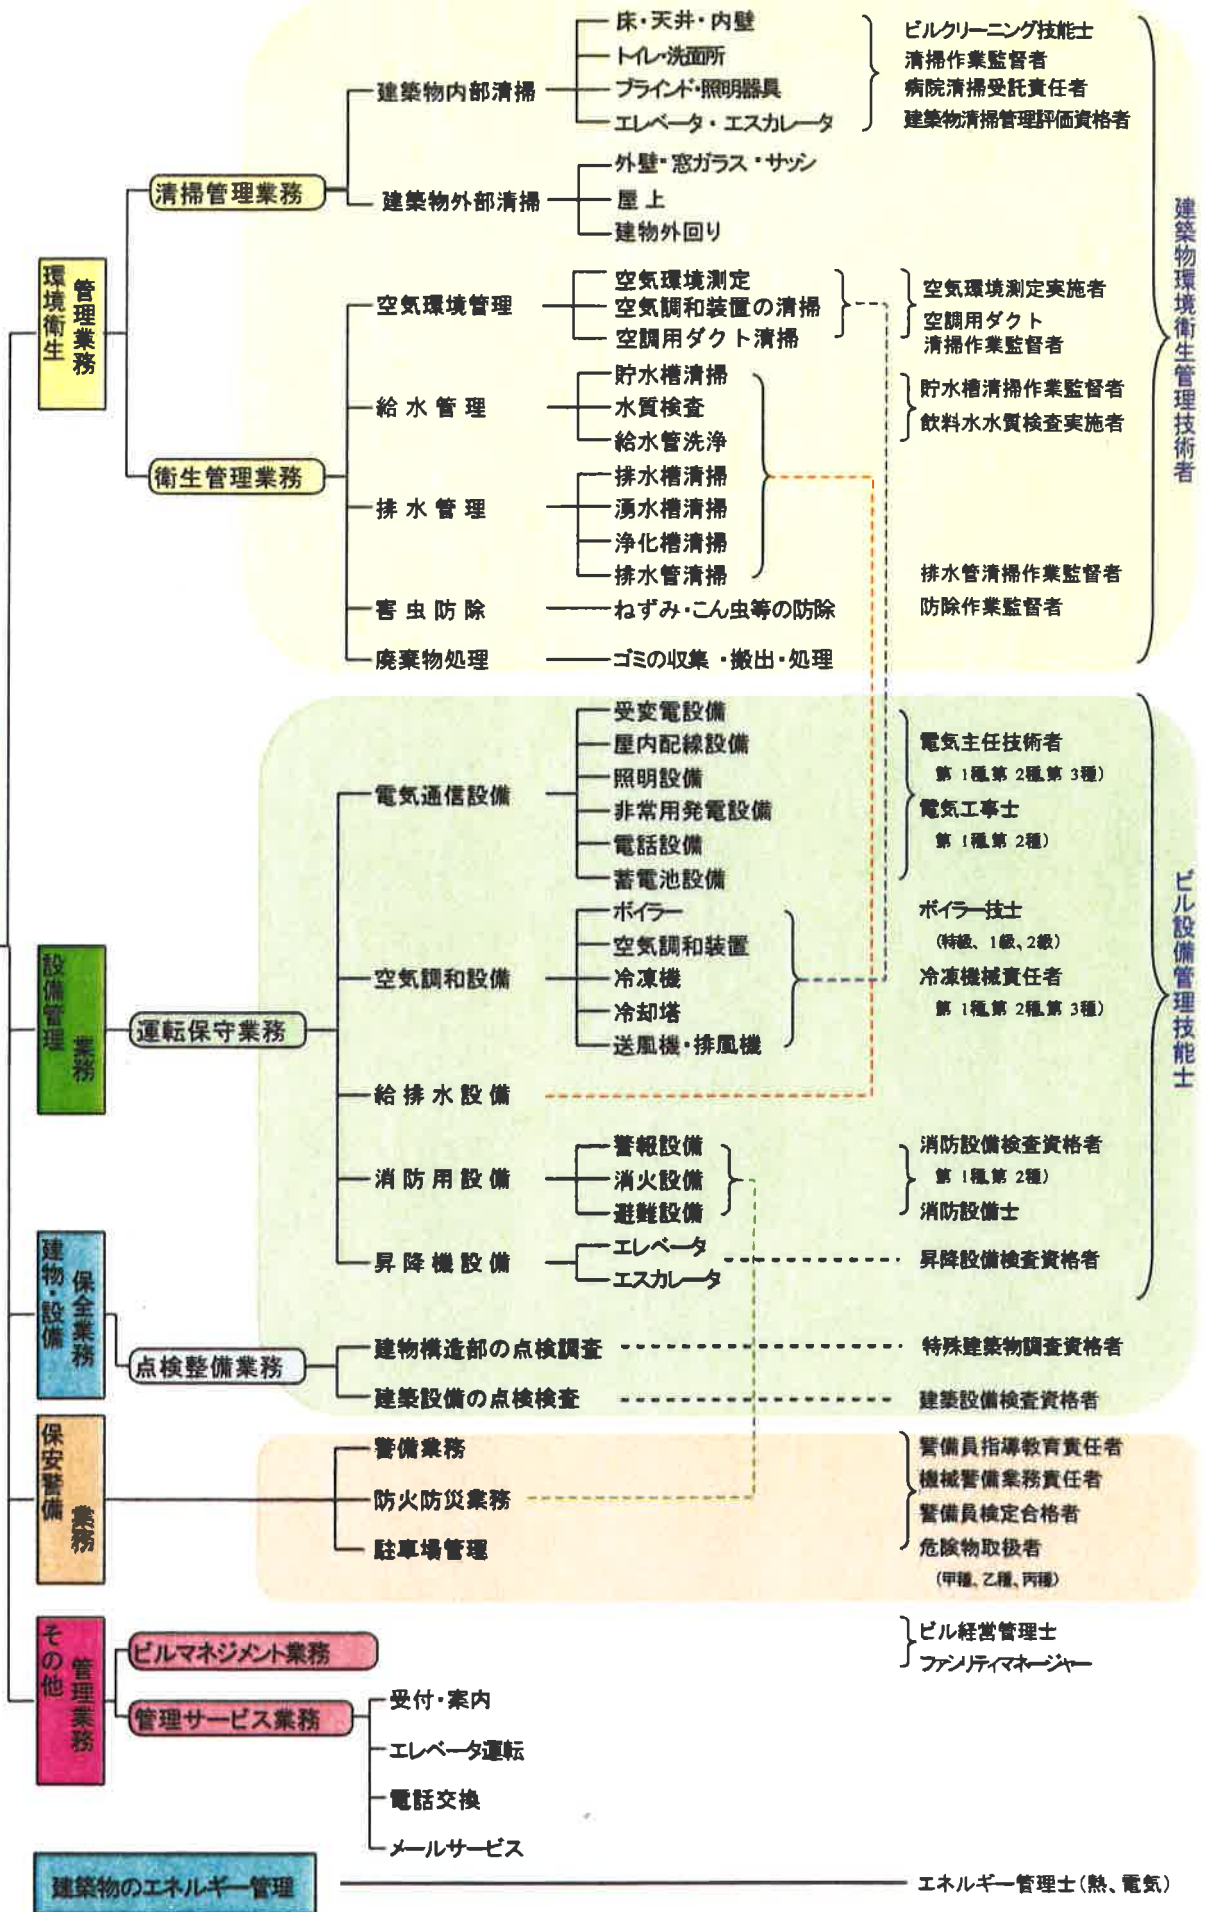 環境衛生
管理業務
清掃管理業務
建築物内部清掃
床・天井・内壁
トイレ・洗面所
ブラインド・照明器具
エレベータ・エスカレータ
ビルクリーニング技能士
清掃作業監督者
病院清掃受託責任者
建築物清掃管理評価資格者
建築物外部清掃
外壁・窓ガラス・サッシ
屋上
建物外回り
衛生管理業務
空気環境管理
空気環境測定
空気調和装置の清掃
空調用ダクト清掃
空気環境測定実施者
空調用ダクト
清掃作業監督者
給水管理
貯水槽清掃
水質検査
給水管洗浄
貯水槽清掃作業監督者
飲料水水質検査実施者
排水管理
排水槽清掃
湧水槽清掃
浄化槽清掃
排水管清掃
排水管清掃作業監督者
害虫防除
ねずみ・こん虫等の防除
防除作業監督者
廃棄物処理
ゴミの収集・搬出・処理
建築物環境衛生管理技術者
設備管理
業務
運転保守業務
電気通信設備
受変電設備
屋内配線設備
照明設備
非常用発電設備
電話設備
蓄電池設備
電気主任技術者
第1種,第2種,第3種)
電気工事士
第1種,第2種)
空気調和設備
ボイラー
空気調和装置
冷凍機
冷却塔
送風機・排風機
ボイラー技士
(特級、1級、2級)
冷凍機械責任者
第1種,第2種,第3種)
給排水設備
消防用設備
警報設備
消火設備
避難設備
消防設備検査資格者
第1種,第2種)
消防設備士
昇降機設備
エレベータ
エスカレータ
昇降設備検査資格者
ビル設備管理技能士
建物・設備
保全業務
点検整備業務
建物構造部の点検調査
特殊建築物調査資格者
建築設備の点検検査
建築設備検査資格者
保安警備
業務
警備業務
防火防災業務
駐車場管理
警備員指導教育責任者
機械警備業務責任者
警備員検定合格者
危険物取扱者
(甲種、乙種、丙種)
その他
管理業務
ビルマネジメント業務
ビル経営管理士
ファシリティマネージャー
管理サービス業務
受付・案内
エレベータ運転
電話交換
メールサービス
建築物のエネルギー管理
エネルギー管理士(熱、電気)